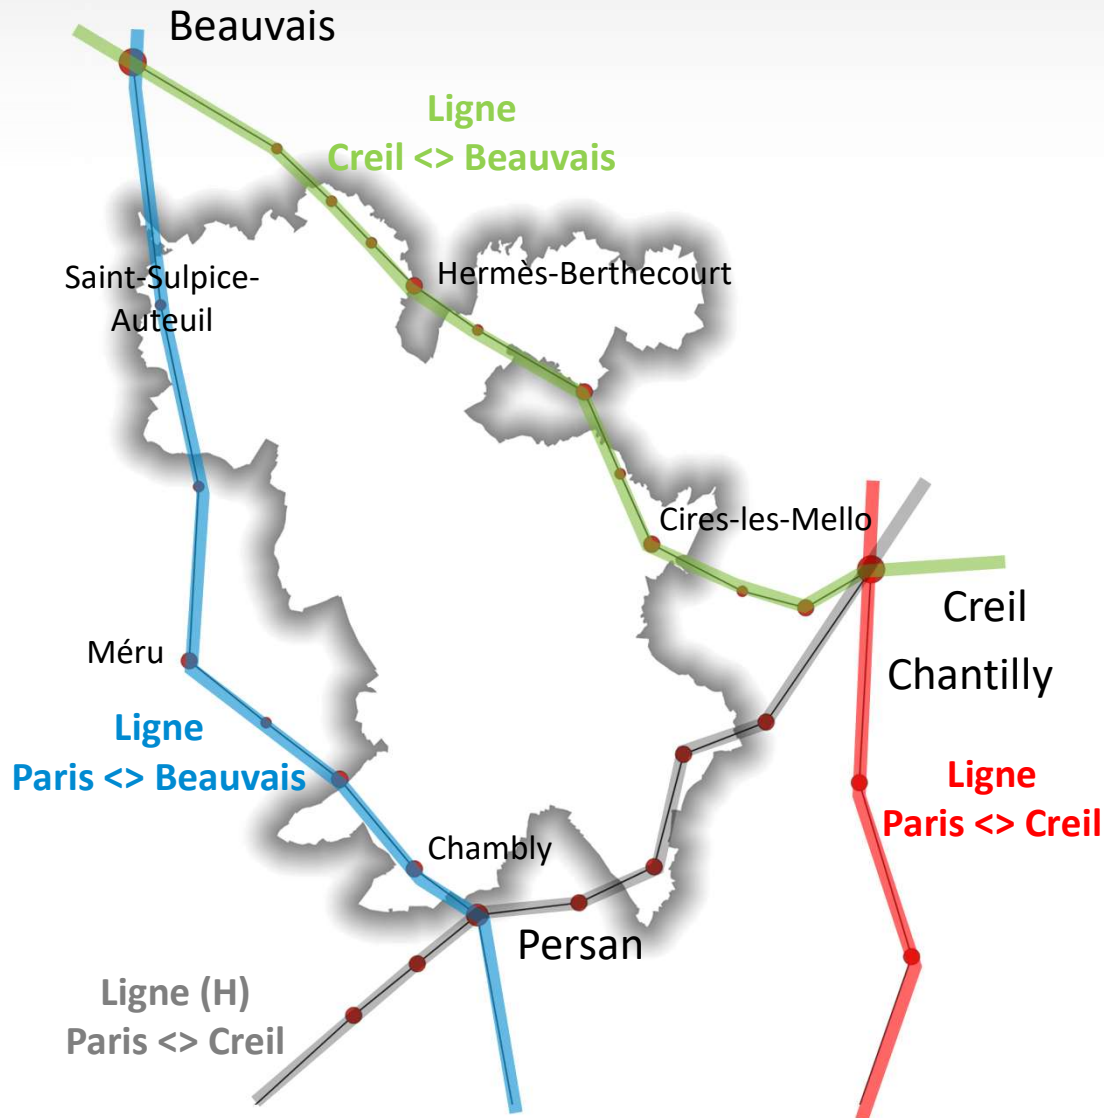 Beauvais
Ligne
Creil <> Beauvais
Saint-Sulpice-
Auteuil
Hermès-Berthecourt
Cires-les-Mello
Creil
Chantilly
Méru
Ligne
Paris <> Beauvais
Ligne
Paris <> Creil
Chambly
Persan
Ligne (H)
Paris <> Creil